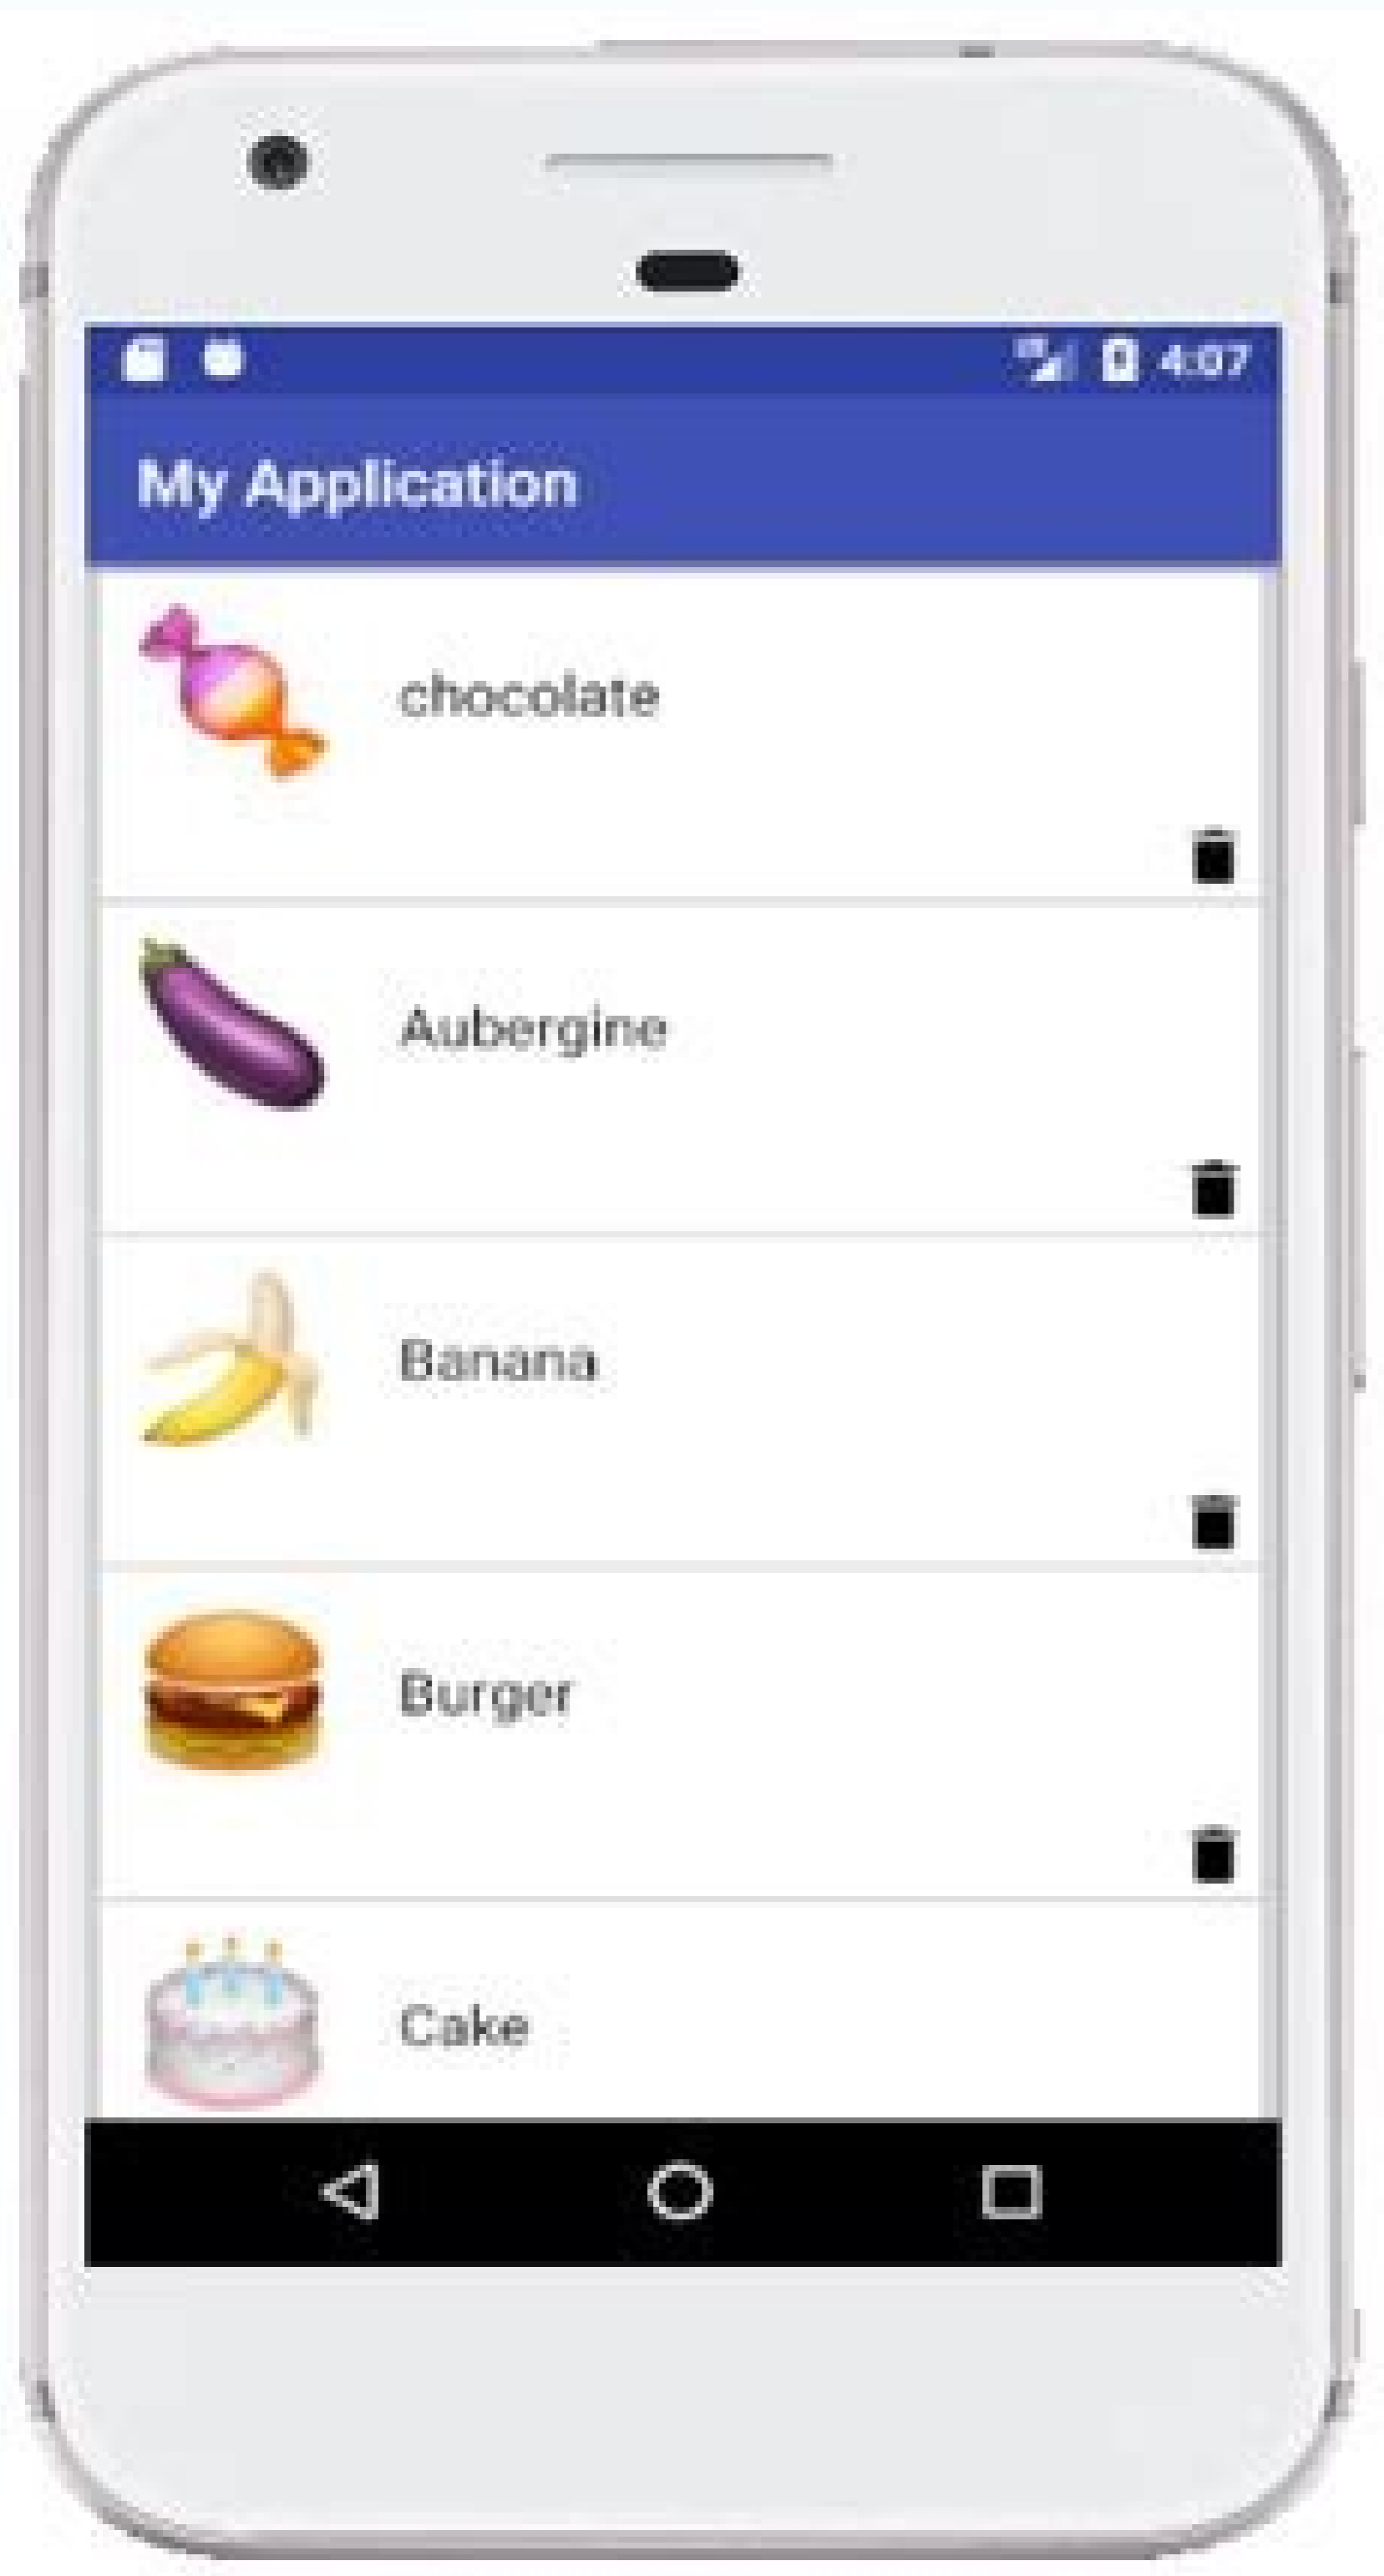 4:07
My Application
chocolate
Aubergine
Banana
Burger
Cake